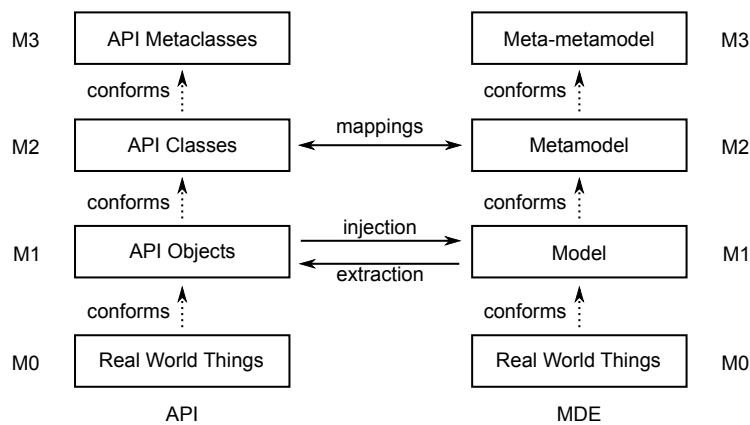 M3 API Metaclasses Meta-metamodel M3
conforms conforms
M2 API Classes mappings Metamodel M2
conforms conforms
M1 API Objects injection Model M1
extraction
conforms conforms
M0 Real World Things Real World Things M0
API MDE